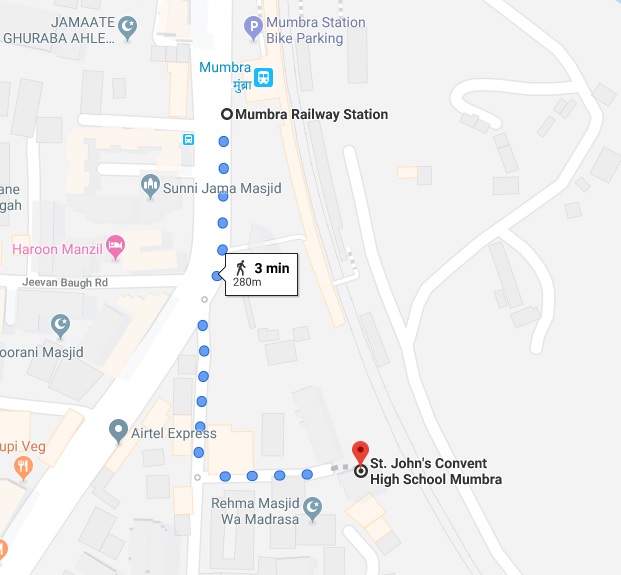 JAMAATE
GHURABA AHLE...
Mumbra Station
Bike Parking
Mumbra
मुंब्रा
Mumbra Railway Station
Sunni Jama Masjid
ane
gah
Haroon Manzil
3 min
280m
Jeevan Baugh Rd
oorani Masjid
Airtel Express
upi Veg
St. John's Convent
High School Mumbra
Rehma Masjid
Wa Madrasa